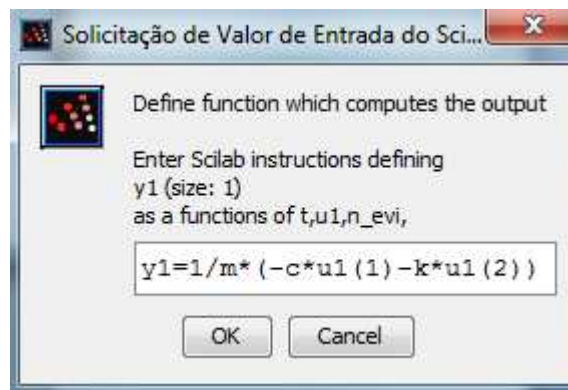 Solicitação de Valor de Entrada do Sci...
Define function which computes the output
Enter Scilab instructions defining
y1 (size: 1)
as a functions of t,u1,n_evi,
y1=1/m*(-c*u1(1)-k*u1(2))
OK
Cancel